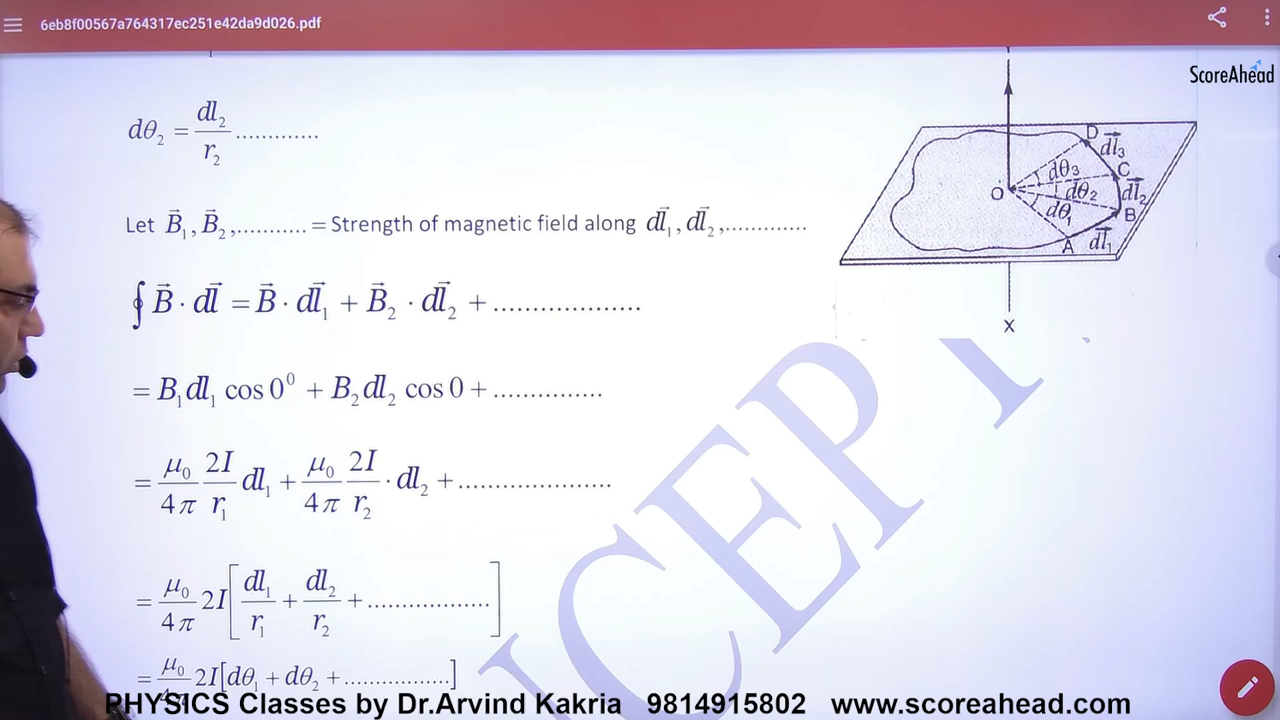 6eb8f00567a764317ec251e42da9d026.pdf
ScoreAhead
dθ₂ = dl₂/r₂ .............
Let B⃗₁, B⃗₂,........... = Strength of magnetic field along dl⃗₁, dl⃗₂,.............
∮ B⃗ · dl⃗ = B⃗ · dl⃗₁ + B⃗₂ · dl⃗₂ + ...................
= B₁dl₁ cos 0⁰ + B₂dl₂ cos 0 + ...............
= μ₀/4π 2I/r₁ dl₁ + μ₀/4π 2I/r₂ · dl₂ + .....................
= μ₀/4π 2I[dl₁/r₁ + dl₂/r₂ + ...................]
= μ₀/4π 2I[dθ₁ + dθ₂ + .................]
D
dl⃗₃
C
dθ₃
O
dθ₂
dl⃗₂
B
dθ₁
A
dl⃗₁
X
PHYSICS Classes by Dr.Arvind Kakria 9814915802 www.scoreahead.com